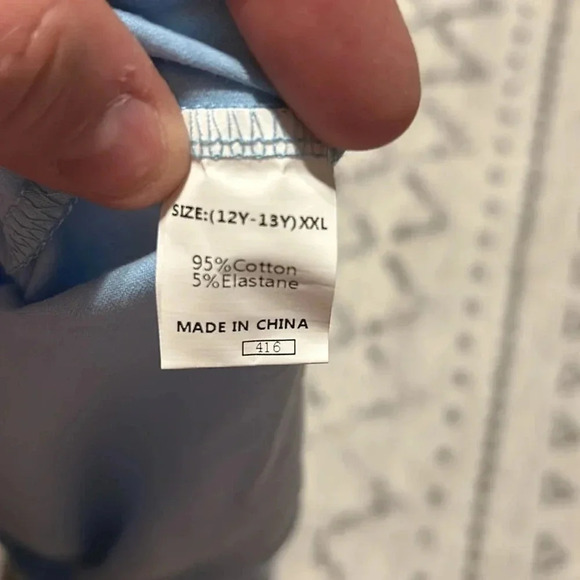 SIZE:(12Y-13Y)XXL
95%Cotton
5%Elastane
MADE IN CHINA
416